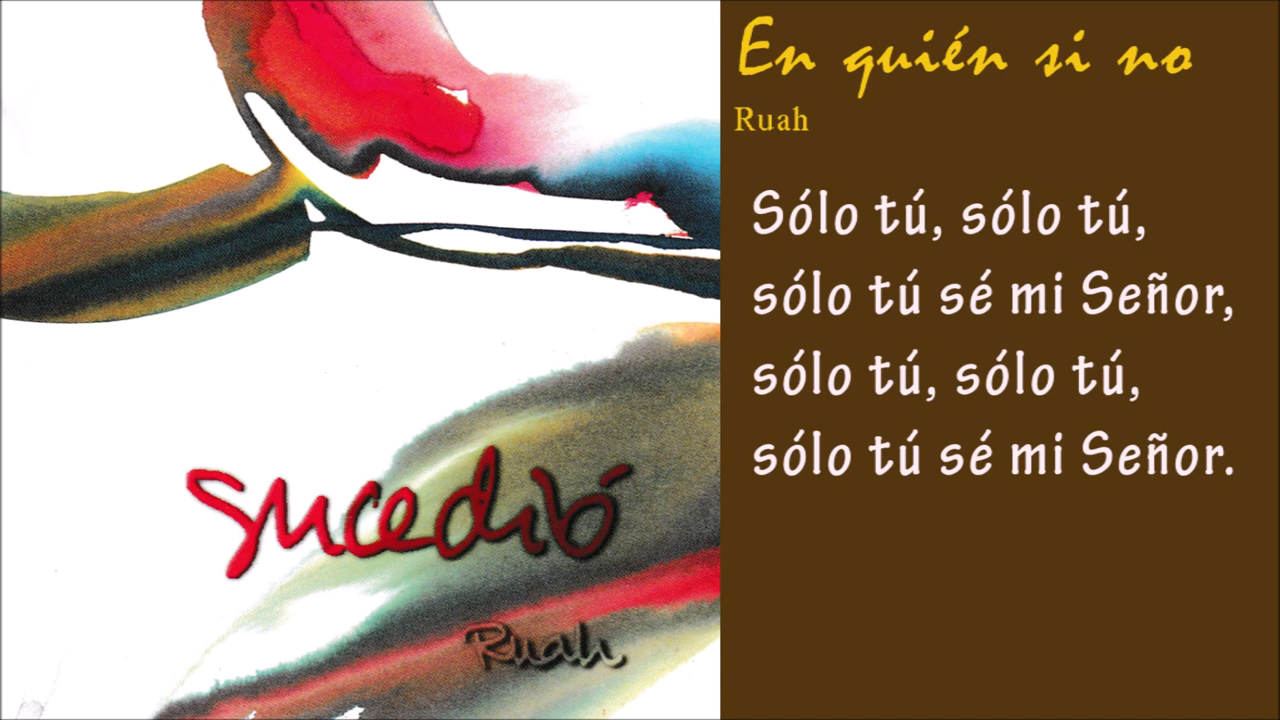 sucedió
Ruah
En quién si no
Ruah
Sólo tú, sólo tú,
sólo tú sé mi Señor,
sólo tú, sólo tú,
sólo tú sé mi Señor.